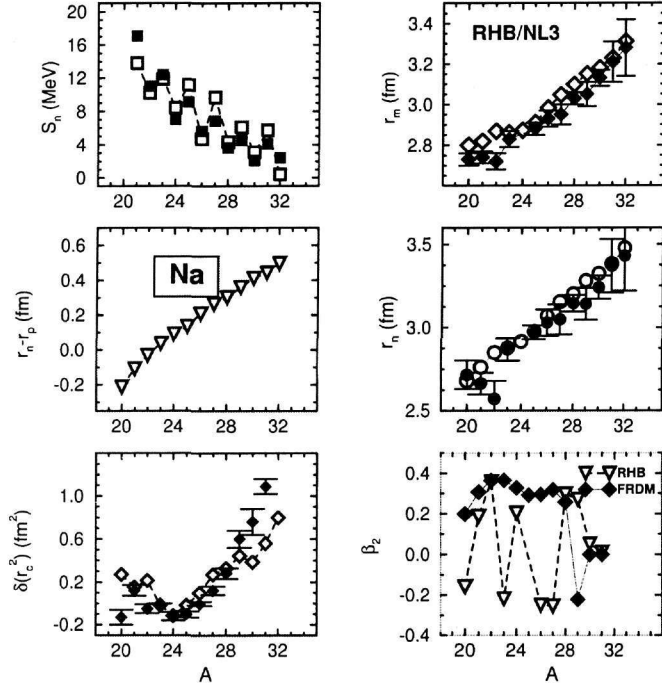 S_n (MeV)
20
16
12
8
4
0
20 24 28 32
RHB/NL3
r_m (fm)
3.4
3.2
3.0
2.8
20 24 28 32
Na
r_n-r_p (fm)
0.6
0.4
0.2
0.0
-0.2
20 24 28 32
r_n (fm)
3.5
3.0
2.5
20 24 28 32
δ(r_c^2) (fm^2)
1.0
0.6
0.2
-0.2
20 24 28 32
A
β_2
0.4
0.2
0.0
-0.2
-0.4
20 24 28 32
A
RHB
FRDM